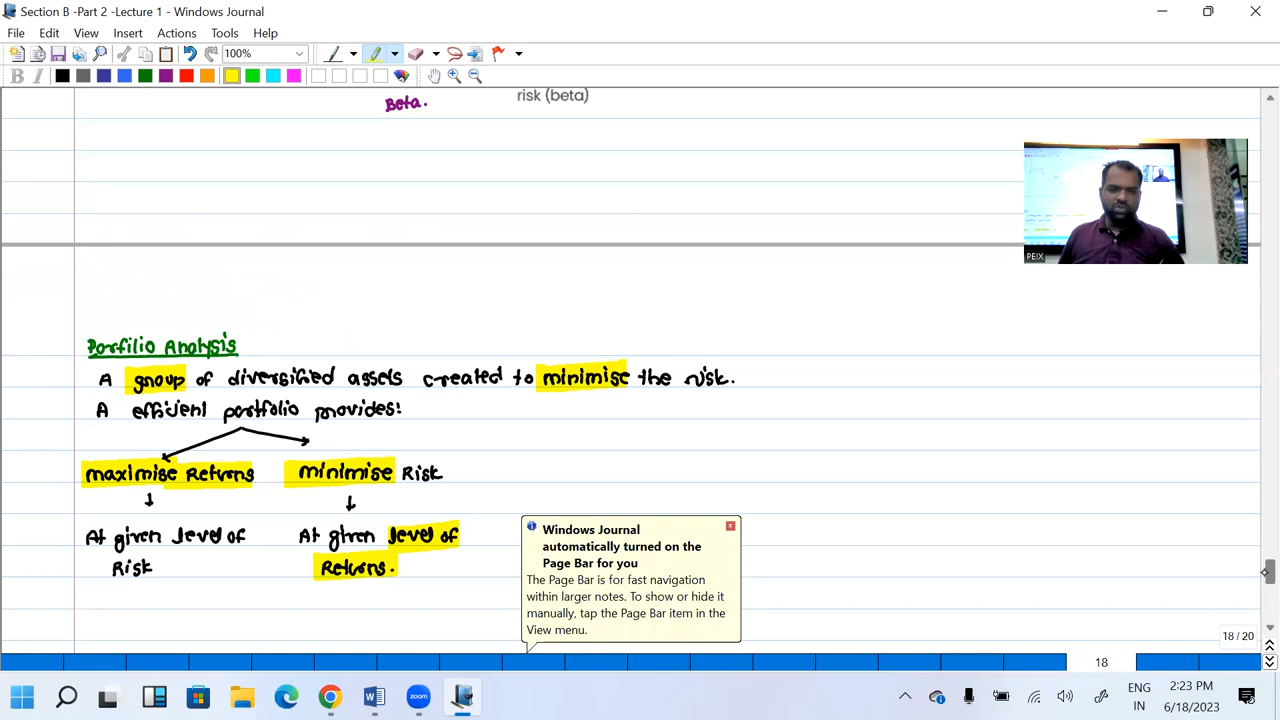 Section B -Part 2 -Lecture 1 - Windows Journal
File Edit View Insert Actions Tools Help
100%
B I
Beta.
risk (beta)
PEIX
Porfilio Analysis
A group of diversified assets created to minimise the risk.
A efficient portfolio provides:
maximise Returns minimise Risk
At given level of At given level of
Risk Returns.
Windows Journal
automatically turned on the
Page Bar for you
The Page Bar is for fast navigation
within larger notes. To show or hide it
manually, tap the Page Bar item in the
View menu.
18 / 20
18
zoom
ENG
IN
2:23 PM
6/18/2023